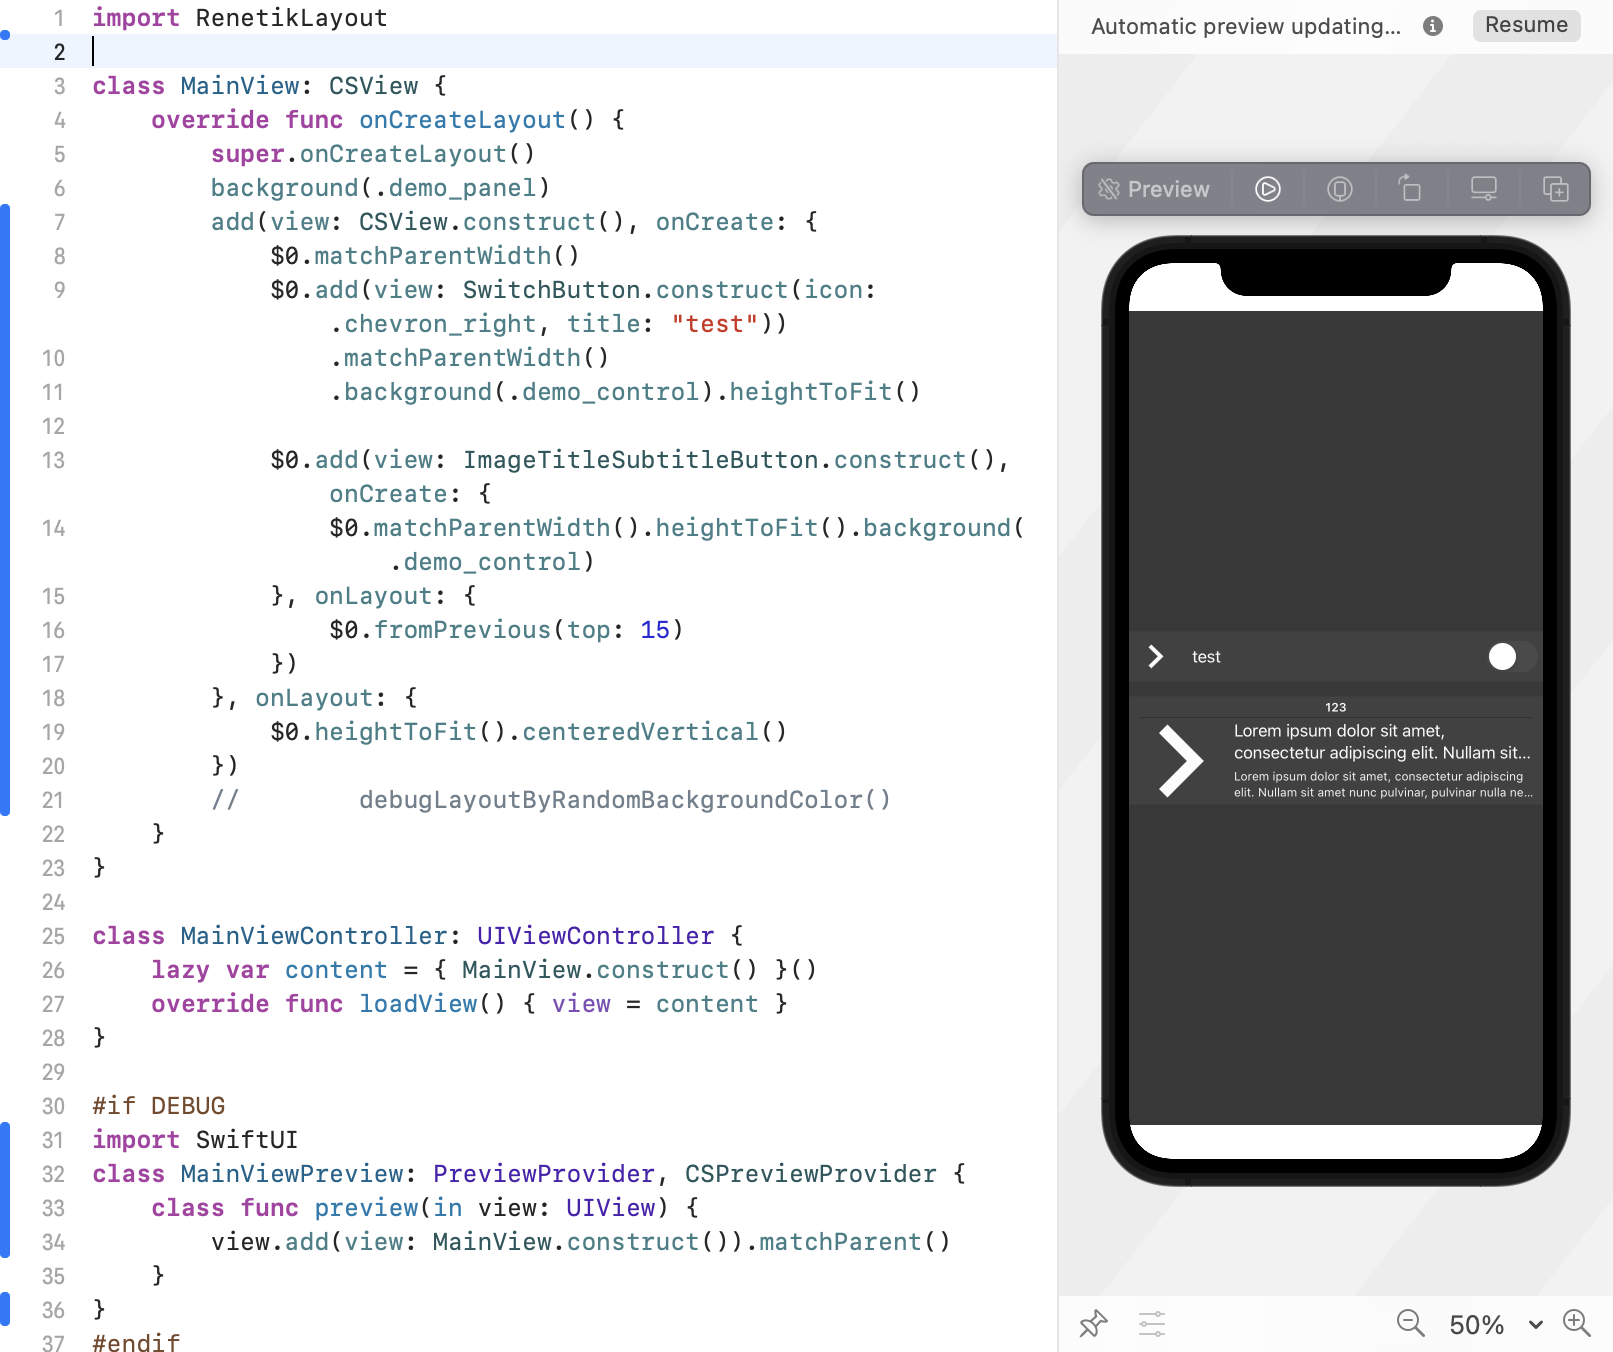 1 import RenetikLayout
2
3 class MainView: CSView {
4     override func onCreateLayout() {
5         super.onCreateLayout()
6         background(.demo_panel)
7         add(view: CSView.construct(), onCreate: {
8             $0.matchParentWidth()
9             $0.add(view: SwitchButton.construct(icon:
                .chevron_right, title: "test"))
10                .matchParentWidth()
11                .background(.demo_control).heightToFit()
12
13            $0.add(view: ImageTitleSubtitleButton.construct(),
                onCreate: {
14                $0.matchParentWidth().heightToFit().background(
                    .demo_control)
15            }, onLayout: {
16                $0.fromPrevious(top: 15)
17            })
18        }, onLayout: {
19            $0.heightToFit().centeredVertical()
20        })
21        //        debugLayoutByRandomBackgroundColor()
22    }
23 }
24
25 class MainViewController: UIViewController {
26    lazy var content = { MainView.construct() }()
27    override func loadView() { view = content }
28 }
29
30 #if DEBUG
31 import SwiftUI
32 class MainViewPreview: PreviewProvider, CSPreviewProvider {
33    class func preview(in view: UIView) {
34        view.add(view: MainView.construct()).matchParent()
35    }
36 }
37 #endif
Automatic preview updating... Resume
Preview
test
123
Lorem ipsum dolor sit amet,
consectetur adipiscing elit. Nullam sit...
Lorem ipsum dolor sit amet, consectetur adipiscing
elit. Nullam sit amet nunc pulvinar, pulvinar nulla ne...
50%